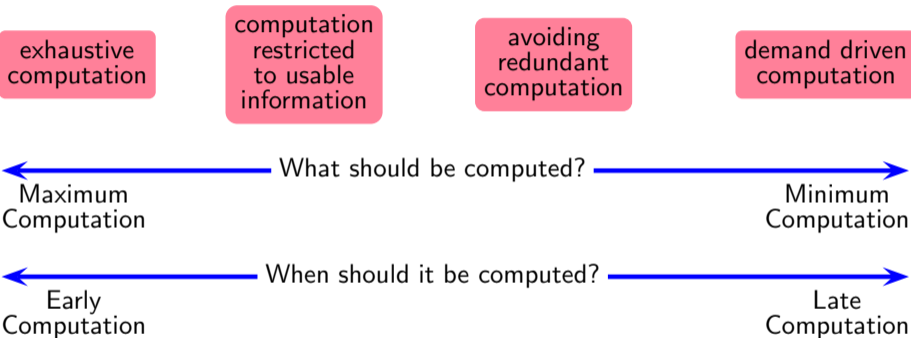 exhaustive
computation
computation
restricted
to usable
information
avoiding
redundant
computation
demand driven
computation
What should be computed?
Maximum
Computation
Minimum
Computation
When should it be computed?
Early
Computation
Late
Computation